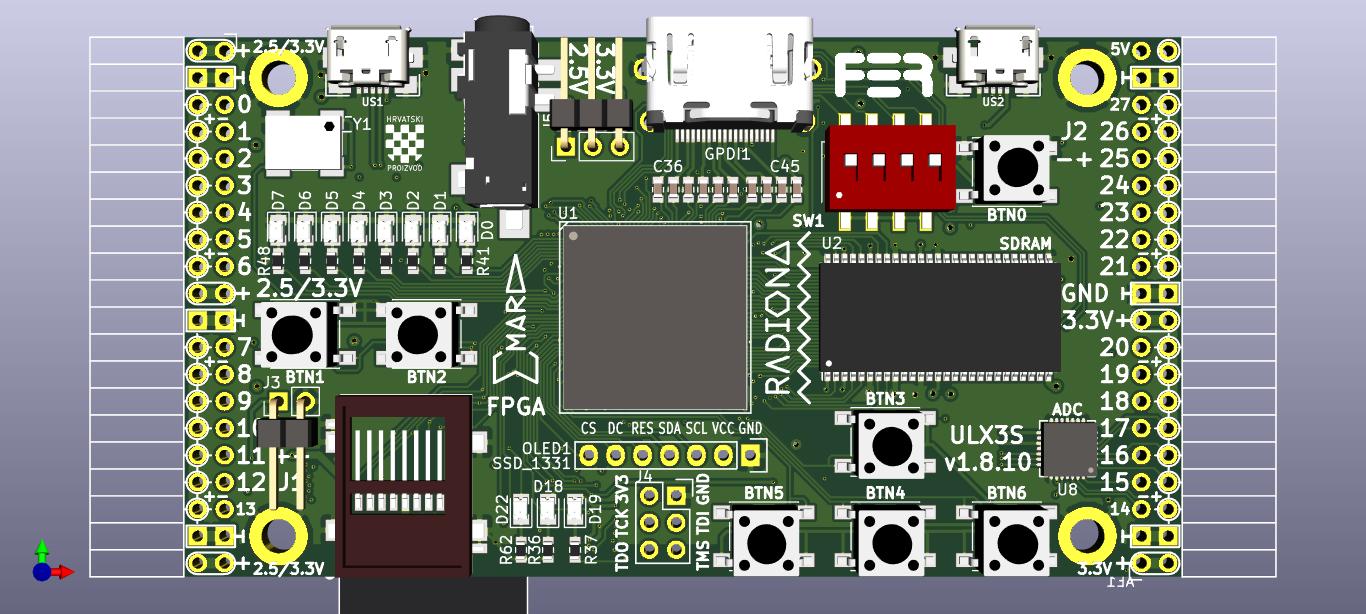 2.5/3.3V
US1
2.5V
3.3V
FER
US2
5V
0
Y1
HRVATSKI
PROIZVOD
GPDI1
27
1
26
J2
2
C36
C45
-+
25
3
24
D7 D6 D5 D4 D3 D2 D1 D0
BTN0
4
U1
SW1
23
5
U2
SDRAM
22
R48
R41
6
21
2.5/3.3V
GND
3.3V+
MARD
RADIONA
7
20
8
BTN1
BTN2
19
J3
9
FPGA
BTN3
18
10
CS DC RES SDA SCL VCC GND
ADC
17
ULX3S
11
OLED1
SSD_1331
v1.8.10
16
12
J1
J4
U8
15
D22
D18
D19
TCK 3V3
TDI GND
BTN5
BTN4
BTN6
13
14
R62
R36
R37
TDO
TMS
2.5/3.3V
3.3V
AE1